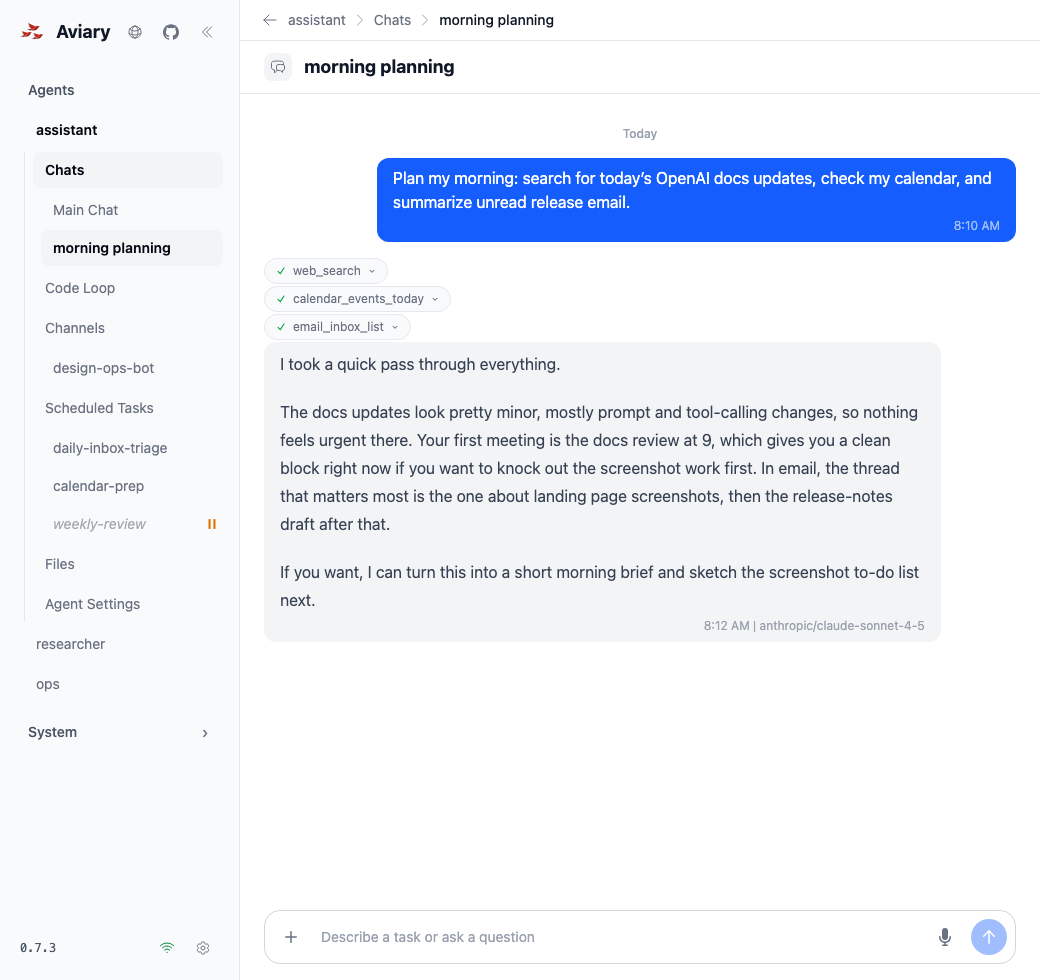 Aviary
Agents
assistant
Chats
Main Chat
morning planning
Code Loop
Channels
design-ops-bot
Scheduled Tasks
daily-inbox-triage
calendar-prep
weekly-review
Files
Agent Settings
researcher
ops
System
0.7.3
assistant Chats morning planning
morning planning
Today
Plan my morning: search for today’s OpenAI docs updates, check my calendar, and
summarize unread release email.
8:10 AM
web_search
calendar_events_today
email_inbox_list
I took a quick pass through everything.
The docs updates look pretty minor, mostly prompt and tool-calling changes, so nothing
feels urgent there. Your first meeting is the docs review at 9, which gives you a clean
block right now if you want to knock out the screenshot work first. In email, the thread
that matters most is the one about landing page screenshots, then the release-notes
draft after that.
If you want, I can turn this into a short morning brief and sketch the screenshot to-do list
next.
8:12 AM | anthropic/claude-sonnet-4-5
Describe a task or ask a question